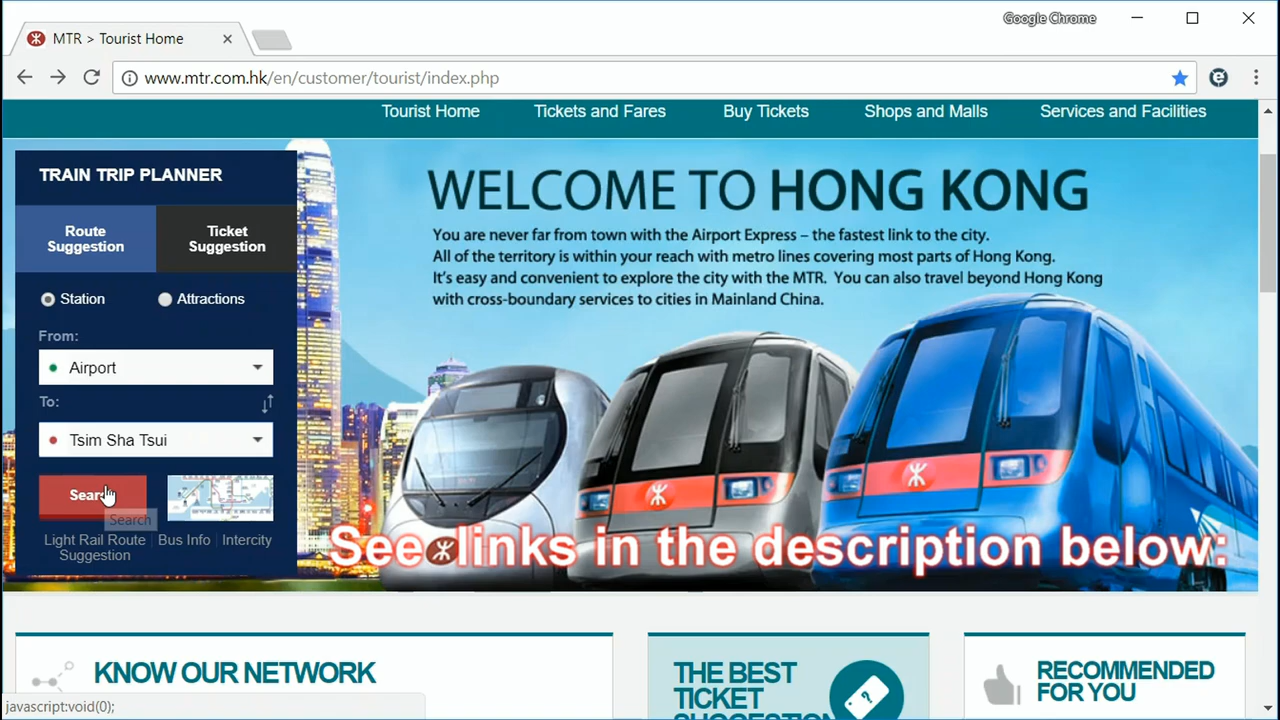 Google Chrome
MTR > Tourist Home
www.mtr.com.hk/en/customer/tourist/index.php
Tourist Home Tickets and Fares Buy Tickets Shops and Malls Services and Facilities
TRAIN TRIP PLANNER
Route
Suggestion
Ticket
Suggestion
Station Attractions
From:
Airport
To:
Tsim Sha Tsui
Search
Search
Light Rail Route
Suggestion
Bus Info
Intercity
WELCOME TO HONG KONG
You are never far from town with the Airport Express – the fastest link to the city.
All of the territory is within your reach with metro lines covering most parts of Hong Kong.
It's easy and convenient to explore the city with the MTR. You can also travel beyond Hong Kong
with cross-boundary services to cities in Mainland China.
See links in the description below:
KNOW OUR NETWORK
THE BEST
TICKET
SUGGESTION
RECOMMENDED
FOR YOU
javascript:void(0);